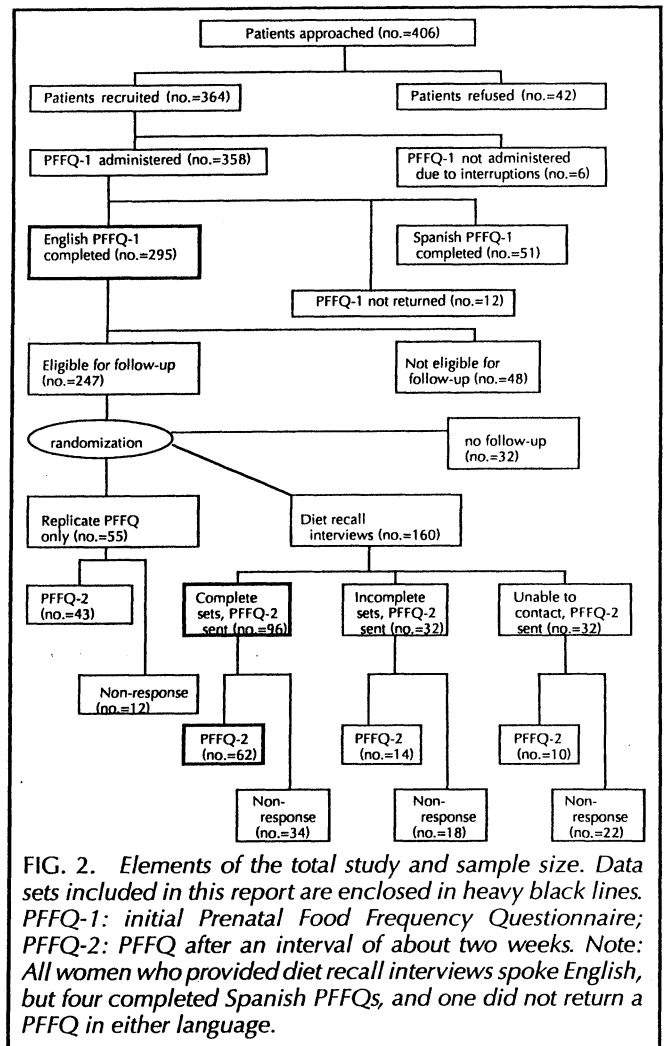 Patients approached (no.=406)
Patients recruited (no.=364)
Patients refused (no.=42)
PFFQ-1 administered (no.=358)
PFFQ-1 not administered
due to interruptions (no.=6)
English PFFQ-1
completed (no.=295)
Spanish PFFQ-1
completed (no.=51)
PFFQ-1 not returned (no.=12)
Eligible for follow-up
(no.=247)
Not eligible for
follow-up (no.=48)
randomization
no follow-up
(no.=32)
Replicate PFFQ
only (no.=55)
Diet recall
interviews (no.=160)
PFFQ-2
(no.=43)
Non-response
(no.=12)
Complete
sets, PFFQ-2
sent (no.=96)
Incomplete
sets, PFFQ-2
sent (no.=32)
Unable to
contact, PFFQ-2
sent (no.=32)
PFFQ-2
(no.=62)
PFFQ-2
(no.=14)
PFFQ-2
(no.=10)
Non-
response
(no.=34)
Non-
response
(no.=18)
Non-
response
(no.=22)
FIG. 2. Elements of the total study and sample size. Data
sets included in this report are enclosed in heavy black lines.
PFFQ-1: initial Prenatal Food Frequency Questionnaire;
PFFQ-2: PFFQ after an interval of about two weeks. Note:
All women who provided diet recall interviews spoke English,
but four completed Spanish PFFQs, and one did not return a
PFFQ in either language.